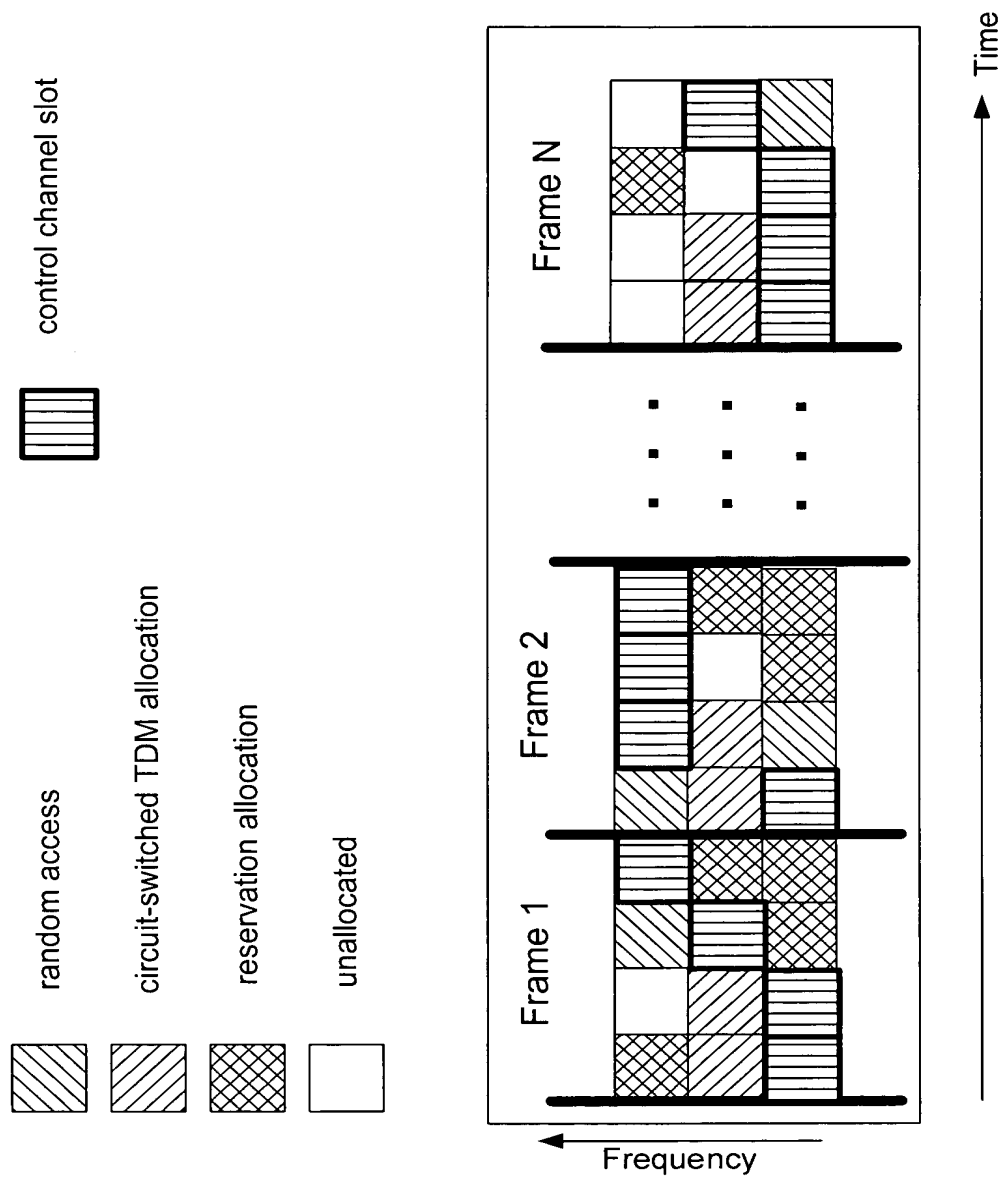 random access
circuit-switched TDM allocation
reservation allocation
unallocated
control channel slot
Frame 1
Frame 2
Frame N
Frequency
Time